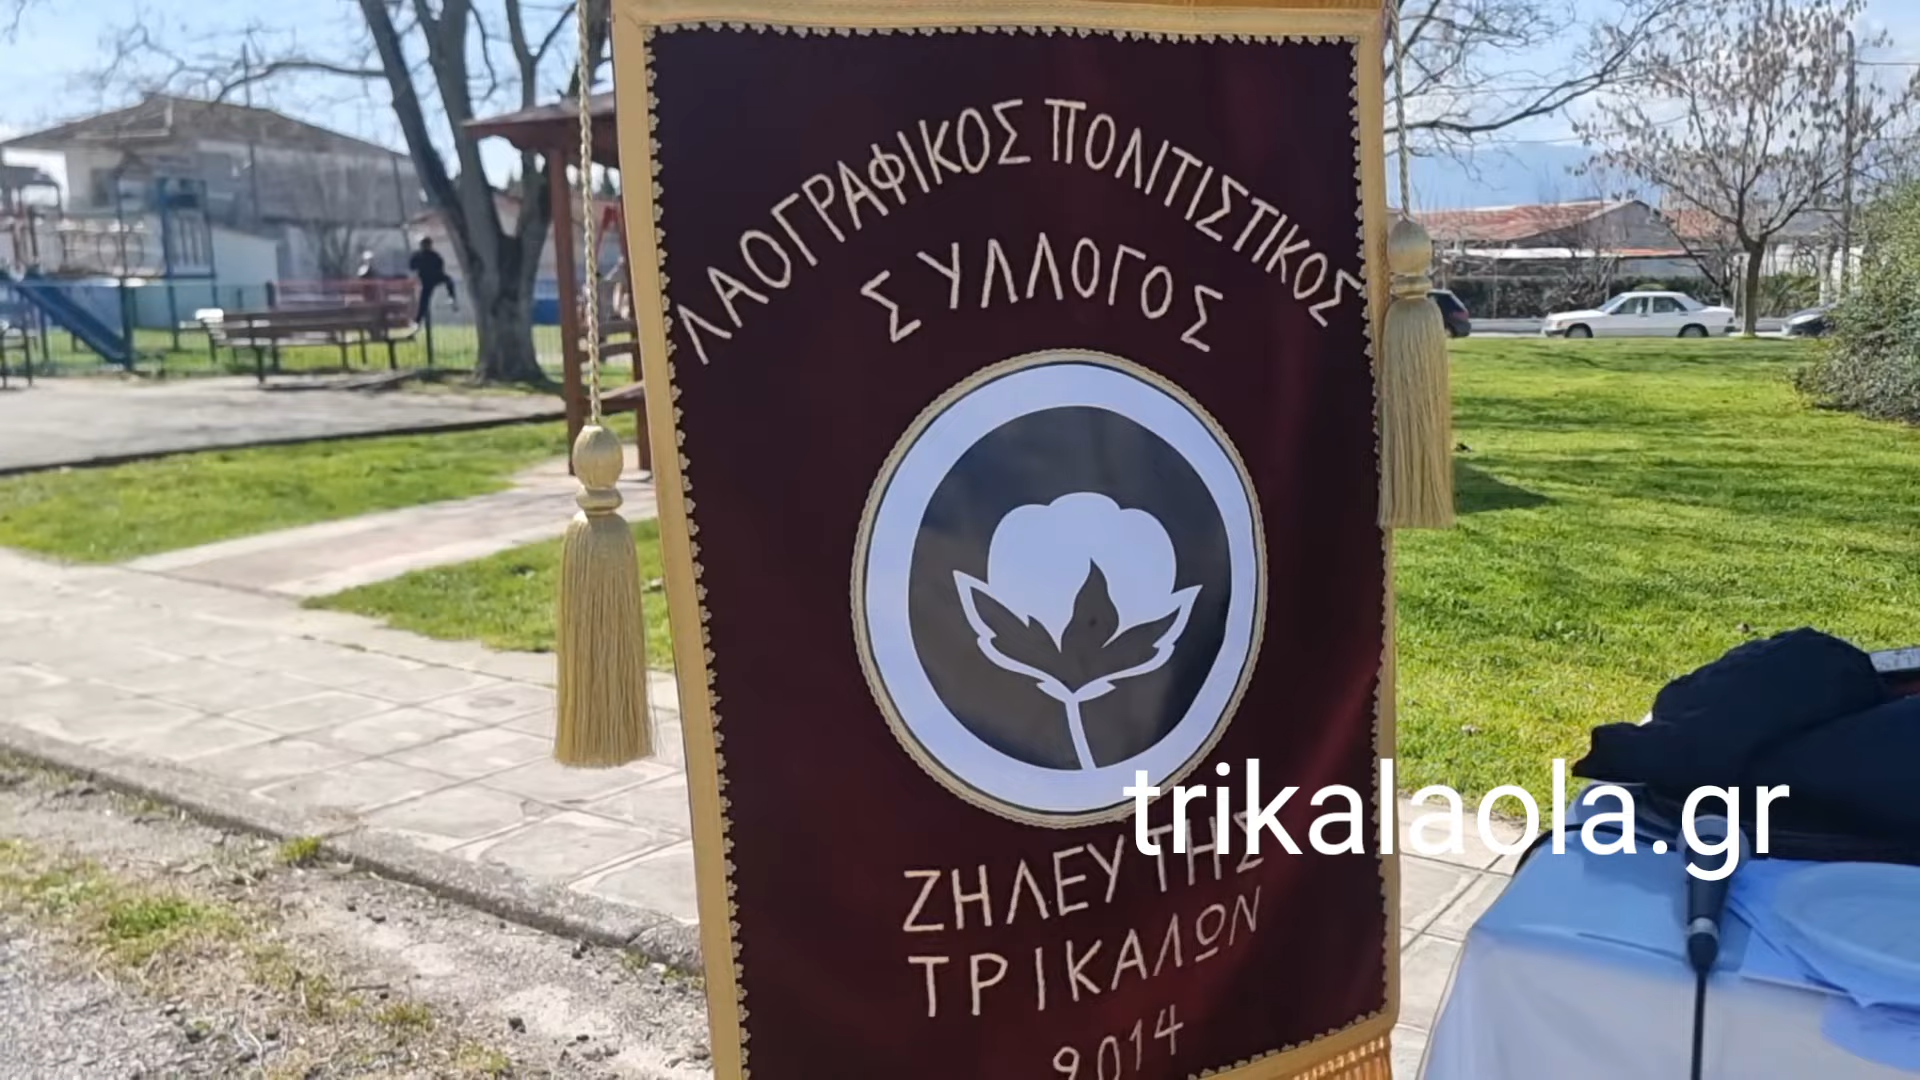 ΛΑΟΓΡΑΦΙΚΟΣ ΠΟΛΙΤΙΣΤΙΚΟΣ
ΣΥΛΛΟΓΟΣ
ΖΗΛΕΥΤΗΣ
ΤΡΙΚΑΛΩΝ
2014
trikalaola.gr